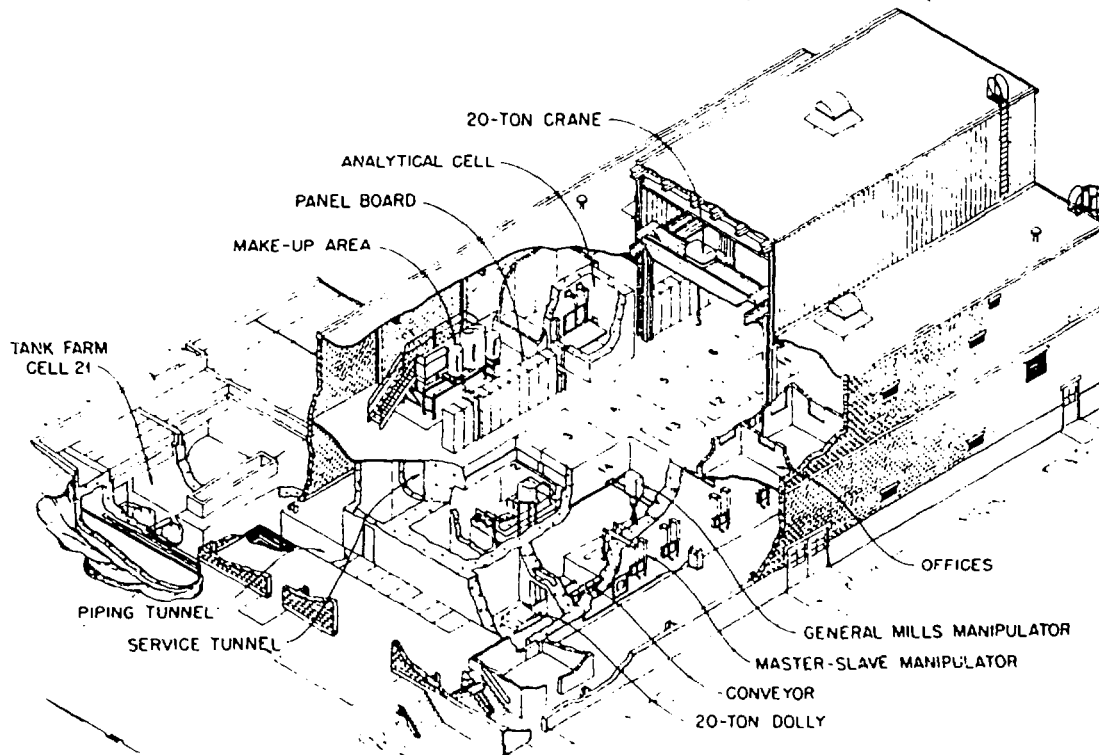 20-TON CRANE
ANALYTICAL CELL
PANEL BOARD
MAKE-UP AREA
TANK FARM
CELL 21
PIPING TUNNEL
SERVICE TUNNEL
OFFICES
GENERAL MILLS MANIPULATOR
MASTER-SLAVE MANIPULATOR
CONVEYOR
20-TON DOLLY